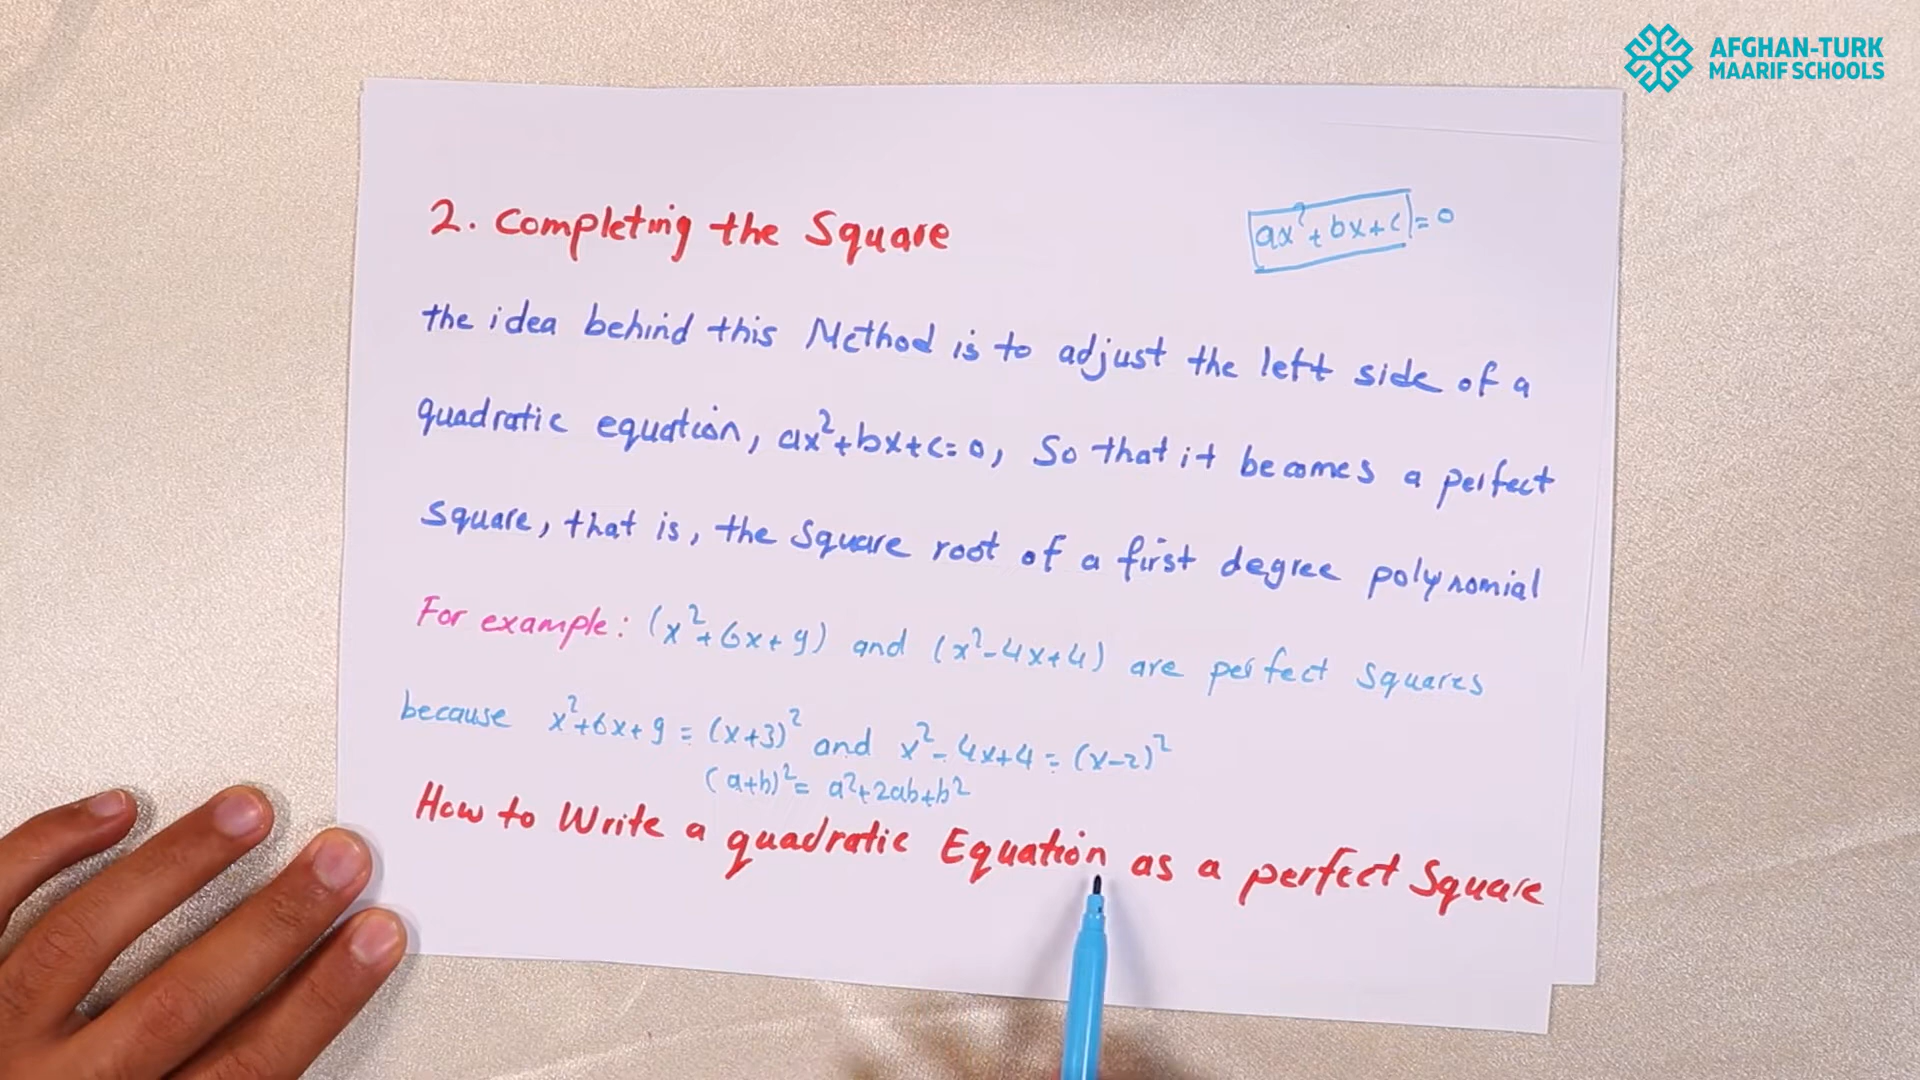 AFGHAN-TURK
MAARIF SCHOOLS
2. Completing the Square
ax²+bx+c=0
the idea behind this Method is to adjust the left side of a
quadratic equation, ax²+bx+c=0, So that it becomes a perfect
Square, that is, the Square root of a first degree polynomial
For example: (x²+6x+9) and (x²-4x+4) are perfect Squares
because x²+6x+9=(x+3)² and x²-4x+4=(x-2)²
(a+b)²=a²+2ab+b²
How to Write a quadratic Equation as a perfect Square